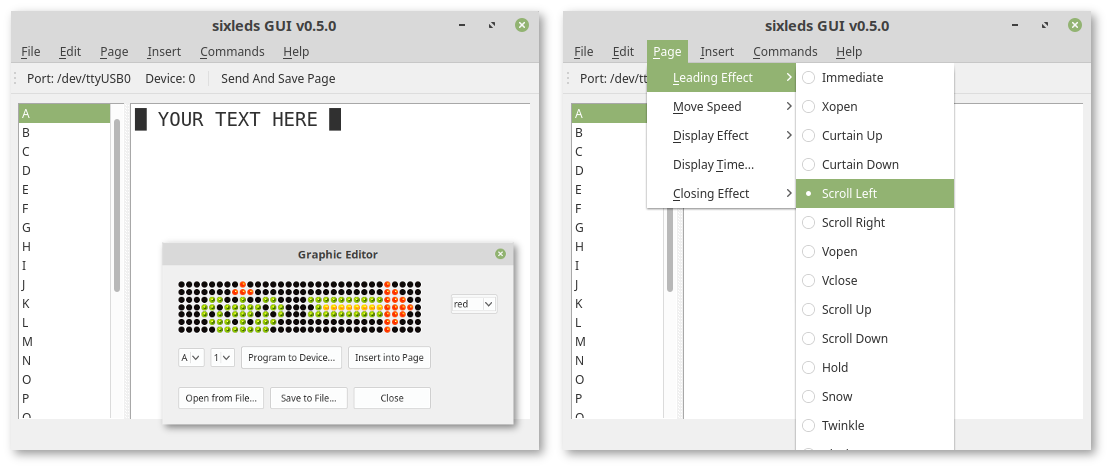 sixleds GUI v0.5.0
File Edit Page Insert Commands Help
Port: /dev/ttyUSB0 Device: 0 Send And Save Page
A
B
C
D
E
F
G
H
I
J
K
L
M
N
O
P
YOUR TEXT HERE
Graphic Editor
red
A 1 Program to Device... Insert into Page
Open from File... Save to File... Close
sixleds GUI v0.5.0
File Edit Page Insert Commands Help
Port: /dev/tt
A
B
C
D
E
F
G
H
I
J
K
L
M
N
O
P
Leading Effect
Move Speed
Display Effect
Display Time...
Closing Effect
Immediate
Xopen
Curtain Up
Curtain Down
Scroll Left
Scroll Right
Vopen
Vclose
Scroll Up
Scroll Down
Hold
Snow
Twinkle